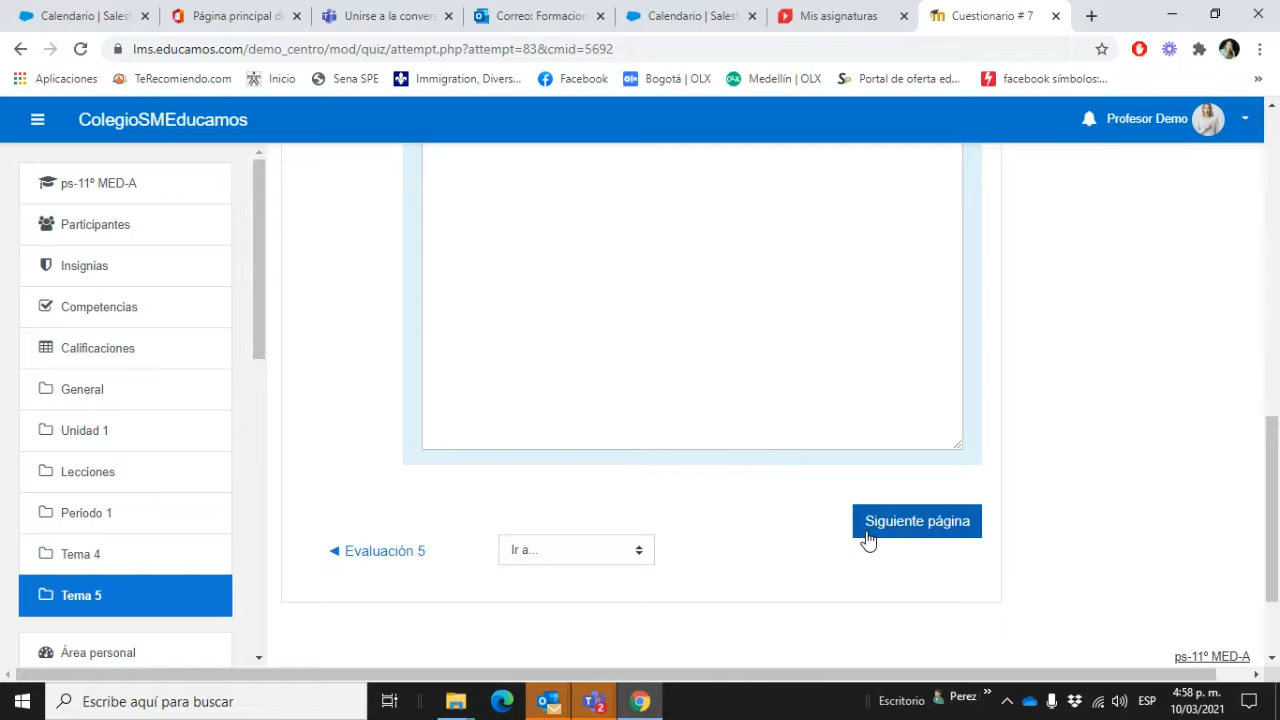 Calendario | Salest
Página principal d
Unirse a la convers
Correo: Formacion
Calendario | Salest
Mis asignaturas
Cuestionario # 7
lms.educamos.com/demo_centro/mod/quiz/attempt.php?attempt=83&cmid=5692
Aplicaciones
TeRecomiendo.com
Inicio
Sena SPE
Immigration, Divers...
Facebook
Bogotá | OLX
Medellín | OLX
Portal de oferta ed...
facebook símbolos:...
»
ColegioSMEducamos
Profesor Demo
ps-11º MED-A
Participantes
Insignias
Competencias
Calificaciones
General
Unidad 1
Lecciones
Periodo 1
Tema 4
Tema 5
Área personal
Siguiente página
◄ Evaluación 5
Ir a...
ps-11º MED-A
Escribe aquí para buscar
Escritorio
Perez
»
ESP
4:58 p. m.
10/03/2021